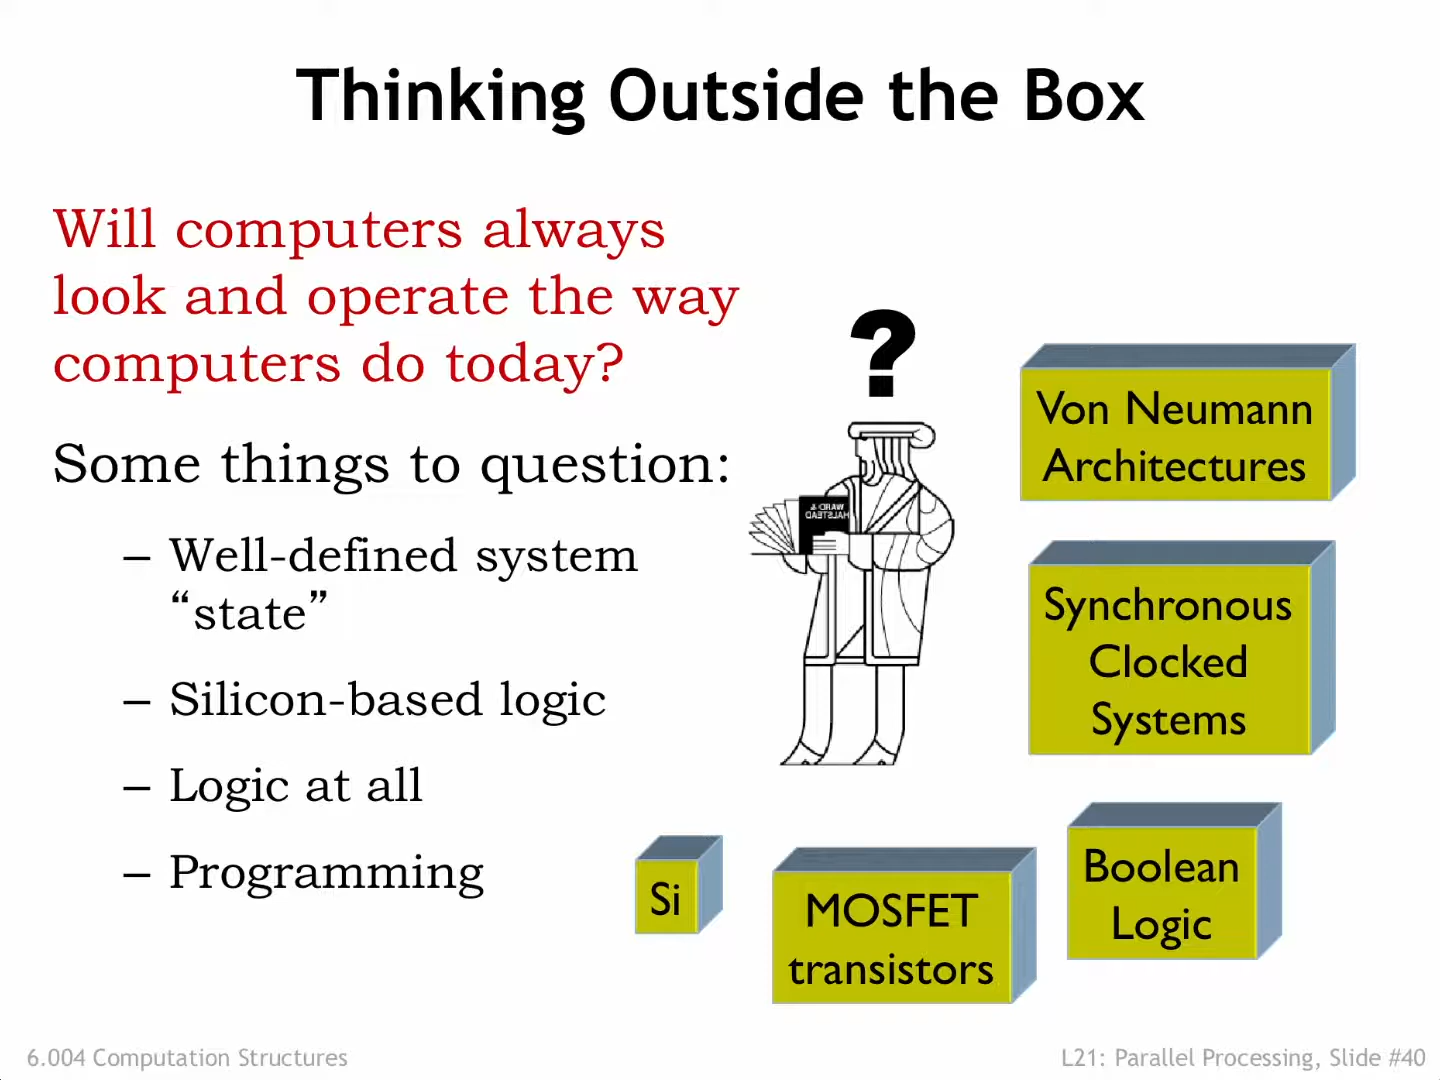 Thinking Outside the Box
Will computers always
look and operate the way
computers do today?
Some things to question:
– Well-defined system
“state”
– Silicon-based logic
– Logic at all
– Programming
?
WARD &
HALSTEAD
Von Neumann
Architectures
Synchronous
Clocked
Systems
Boolean
Logic
Si
MOSFET
transistors
6.004 Computation Structures
L21: Parallel Processing, Slide #40